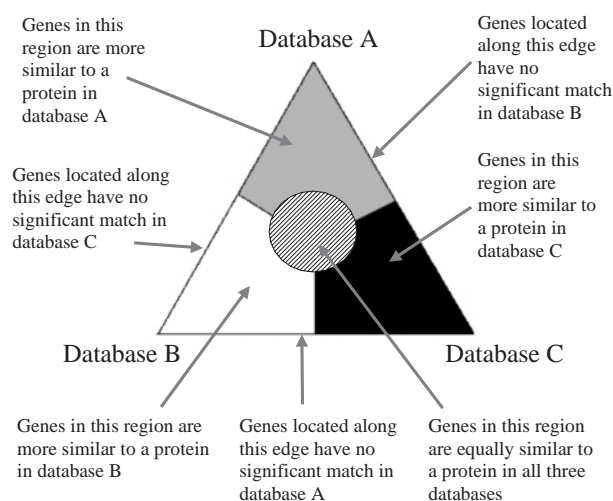 Genes in this
region are more
similar to a
protein in
database A
Database A
Genes located
along this edge
have no
significant match
in database B
Genes located along
this edge have no
significant match in
database C
Genes in this
region are
more similar to
a protein in
database C
Database B
Database C
Genes in this region are
more similar to a protein
in database B
Genes located along
this edge have no
significant match in
database A
Genes in this region
are equally similar to
a protein in all three
databases